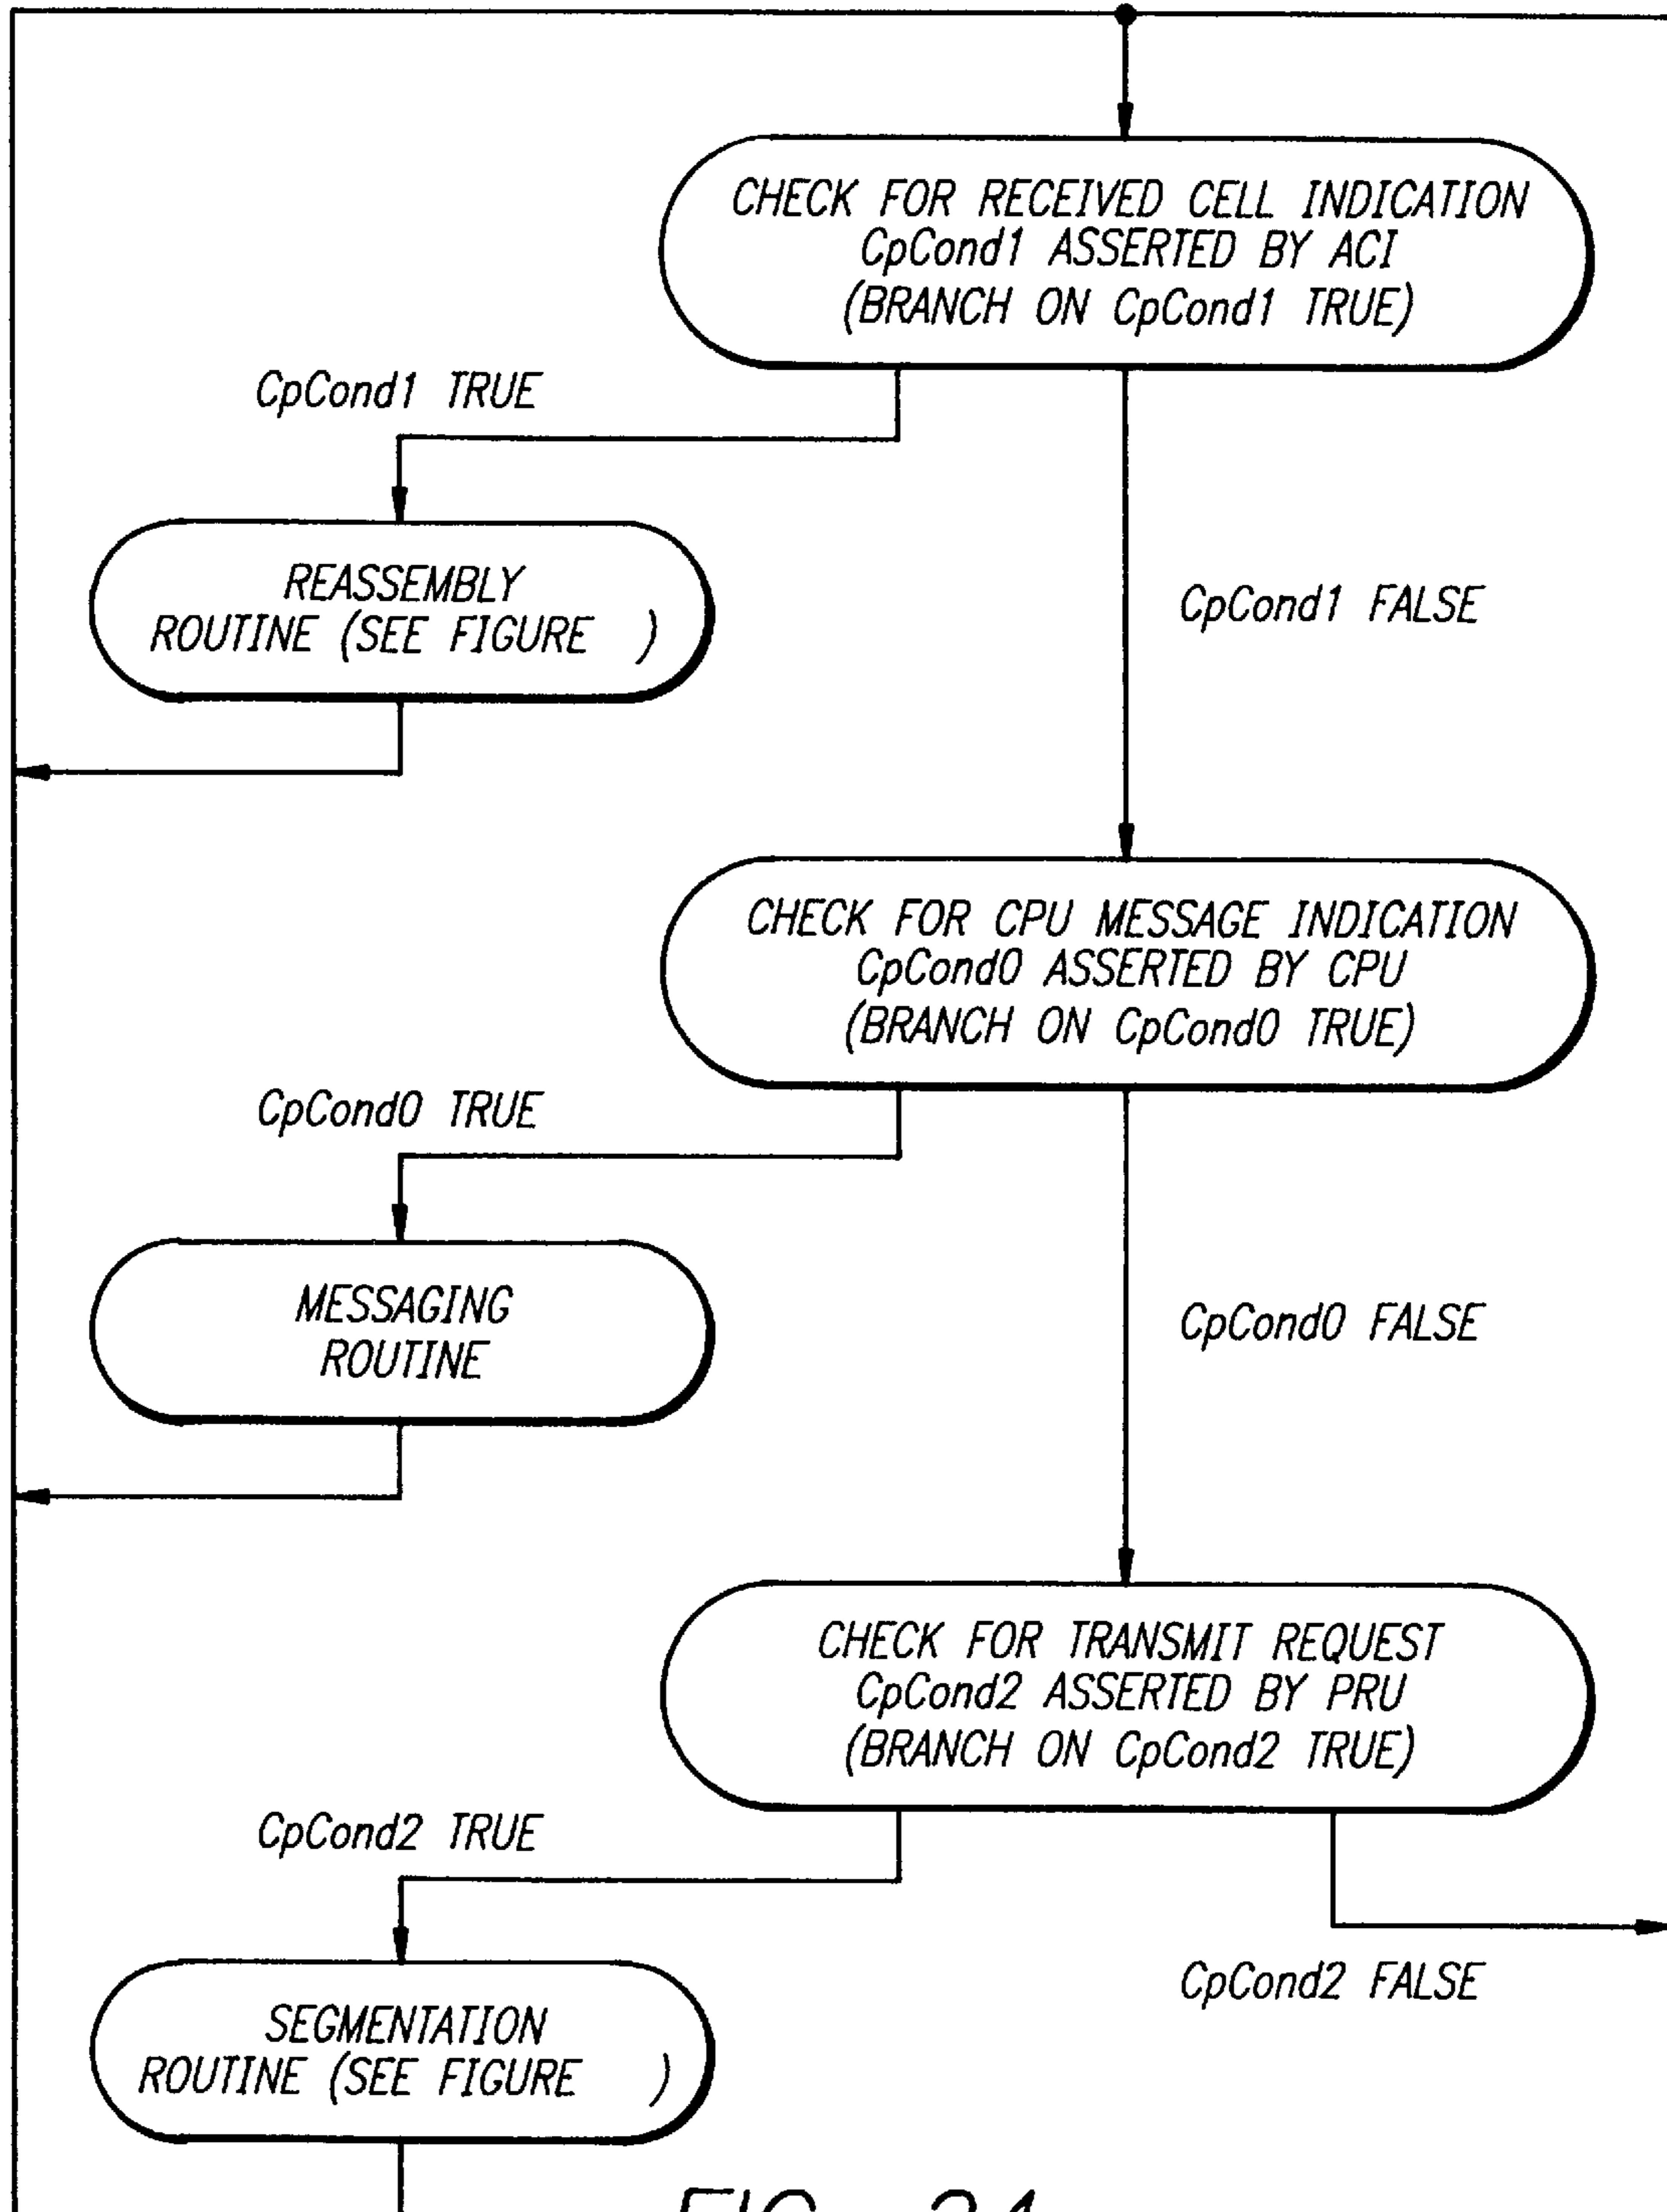 CHECK FOR RECEIVED CELL INDICATION
CpCond1 ASSERTED BY ACI
(BRANCH ON CpCond1 TRUE)
CpCond1 TRUE
REASSEMBLY
ROUTINE (SEE FIGURE )
CpCond1 FALSE
CHECK FOR CPU MESSAGE INDICATION
CpCond0 ASSERTED BY CPU
(BRANCH ON CpCond0 TRUE)
CpCond0 TRUE
MESSAGING
ROUTINE
CpCond0 FALSE
CHECK FOR TRANSMIT REQUEST
CpCond2 ASSERTED BY PRU
(BRANCH ON CpCond2 TRUE)
CpCond2 TRUE
CpCond2 FALSE
SEGMENTATION
ROUTINE (SEE FIGURE )